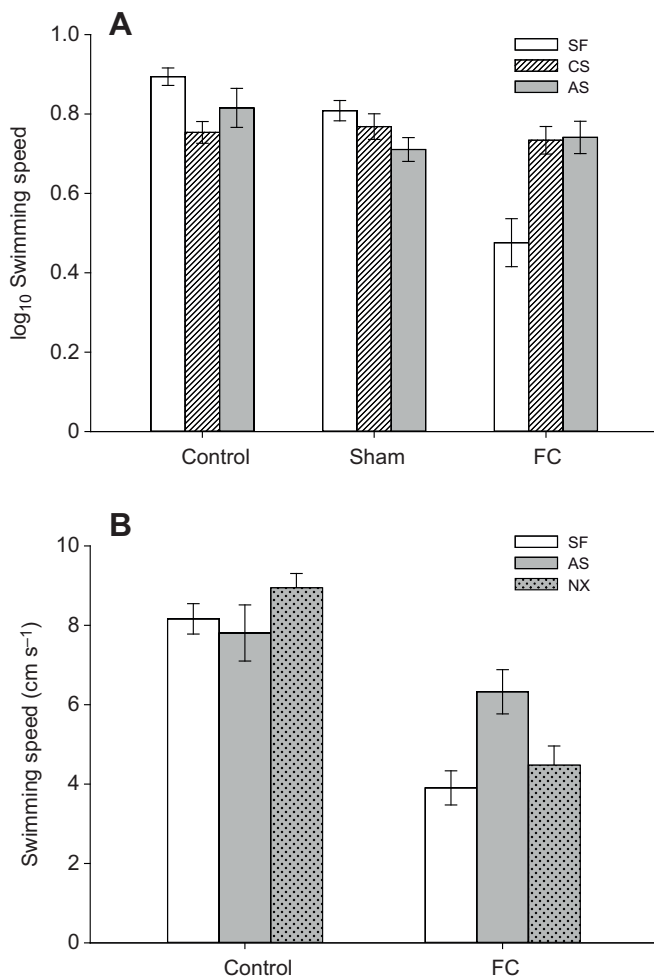 A
1.0
0.8
0.6
0.4
0.2
0
log₁₀ Swimming speed
SF
CS
AS
Control
Sham
FC
B
10
8
6
4
2
0
Swimming speed (cm s⁻¹)
SF
AS
NX
Control
FC